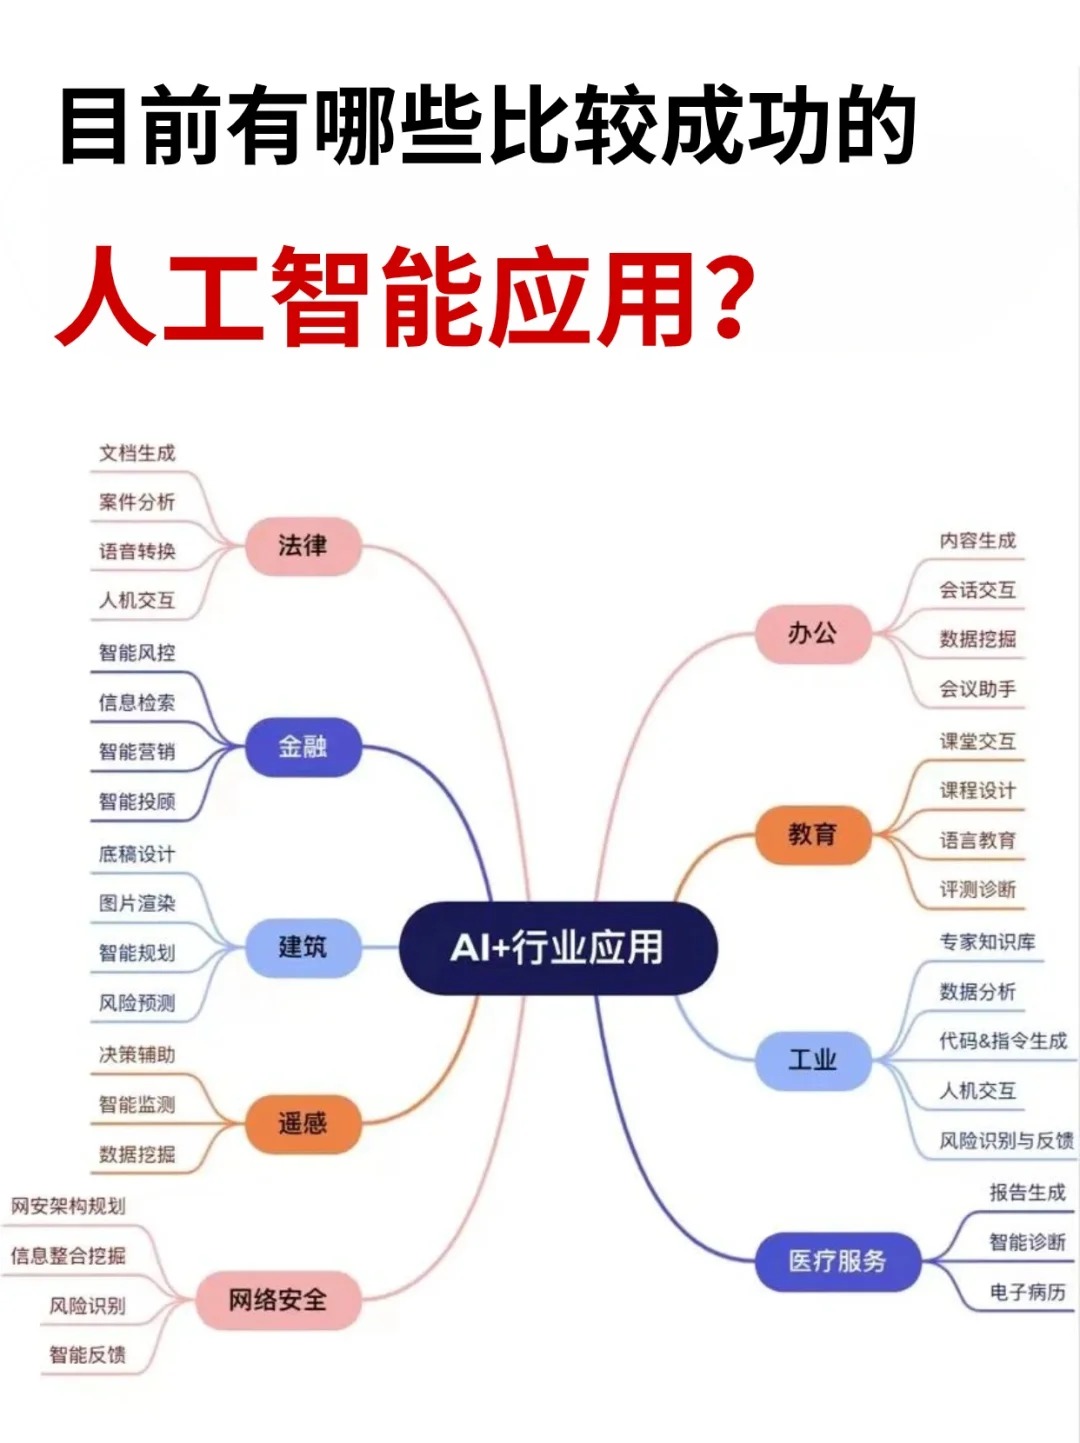 目前有哪些比较成功的
人工智能应用？
文档生成
案件分析
语音转换
人机交互
法律
智能风控
信息检索
智能营销
智能投顾
金融
底稿设计
图片渲染
智能规划
风险预测
建筑
决策辅助
智能监测
数据挖掘
遥感
网安架构规划
信息整合挖掘
风险识别
智能反馈
网络安全
AI+行业应用
办公
内容生成
会话交互
数据挖掘
会议助手
教育
课堂交互
课程设计
语言教育
评测诊断
工业
专家知识库
数据分析
代码&指令生成
人机交互
风险识别与反馈
医疗服务
报告生成
智能诊断
电子病历